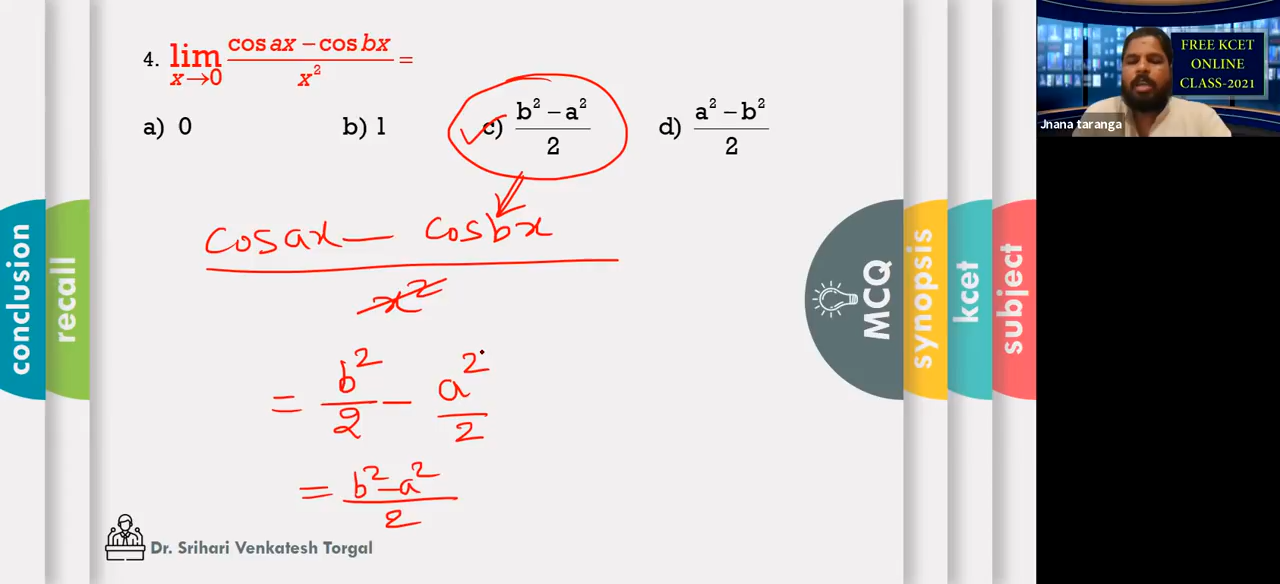 4. lim x→0 (cos ax – cos bx)/x² =
a) 0 b) 1 c) (b² – a²)/2 d) (a² – b²)/2
cos ax – cos bx
x²
= b²/2 – a²/2
= (b² – a²)/2
Dr. Srihari Venkatesh Torgal
conclusion
recall
MCQ
synopsis
kcet
subject
FREE KCET
ONLINE
CLASS-2021
Jnana taranga